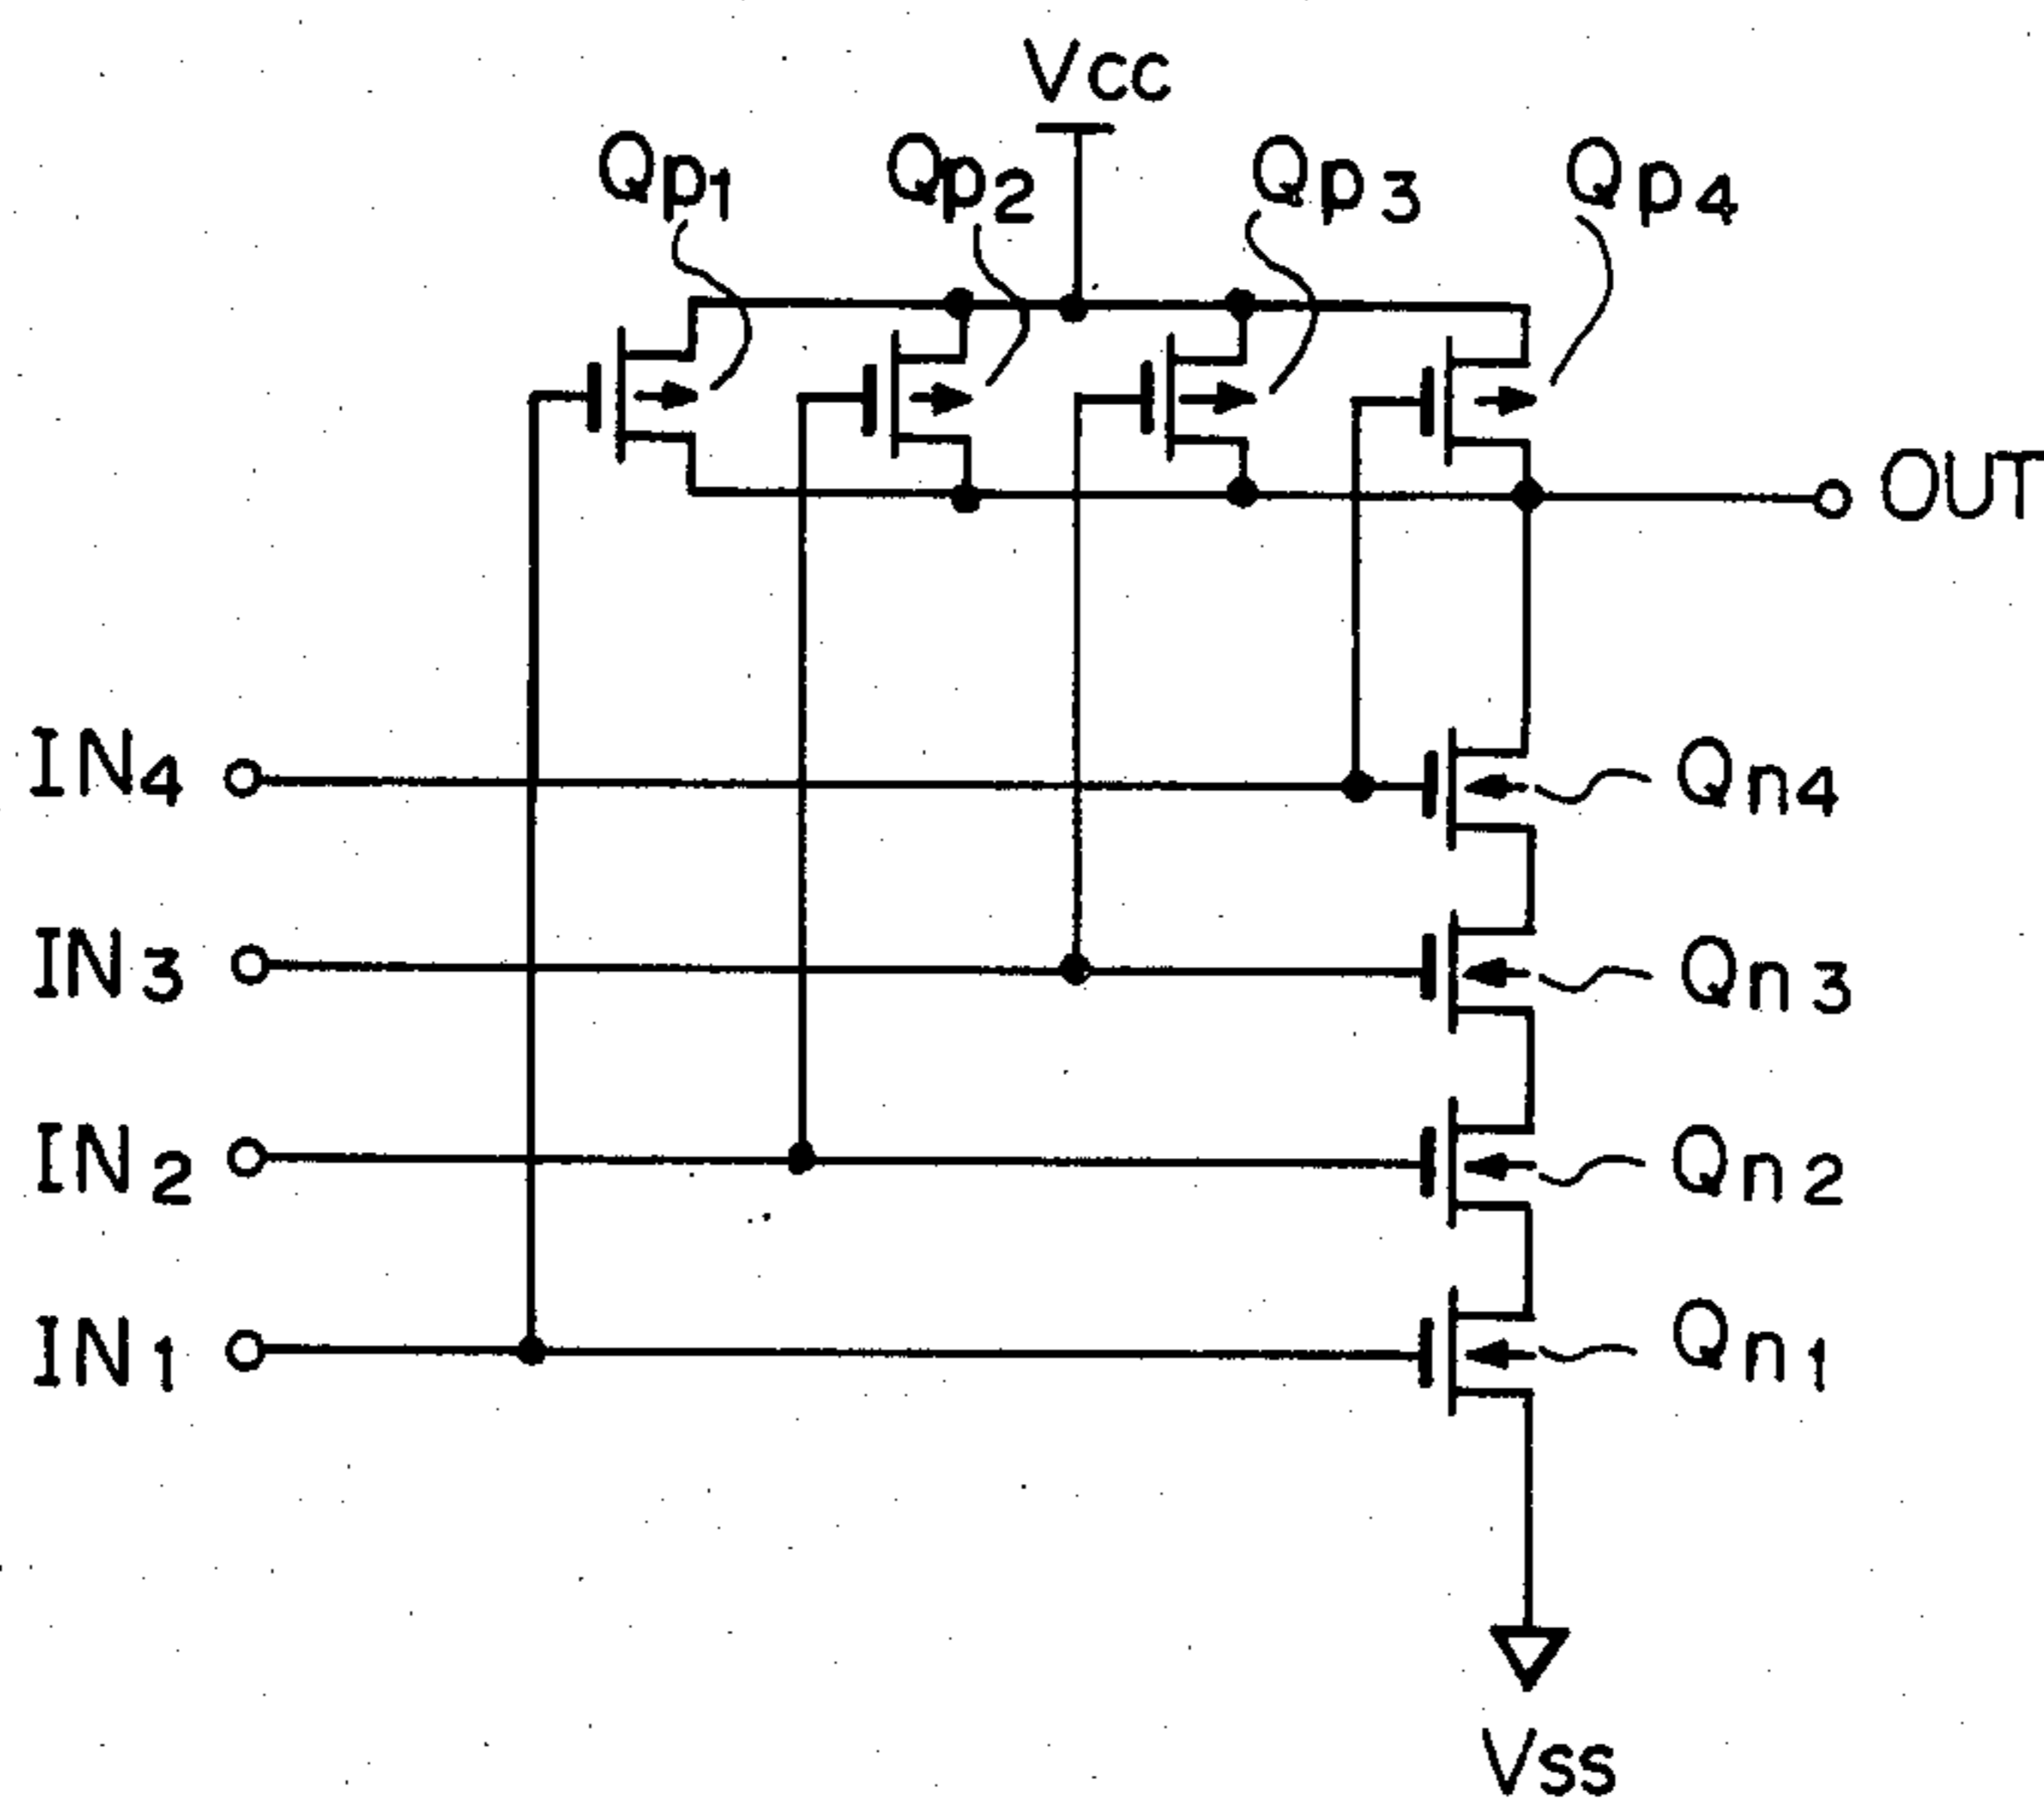 Vcc
Qp1 Qp2 Qp3 Qp4
OUT
IN4 Qn4
IN3 Qn3
IN2 Qn2
IN1 Qn1
Vss